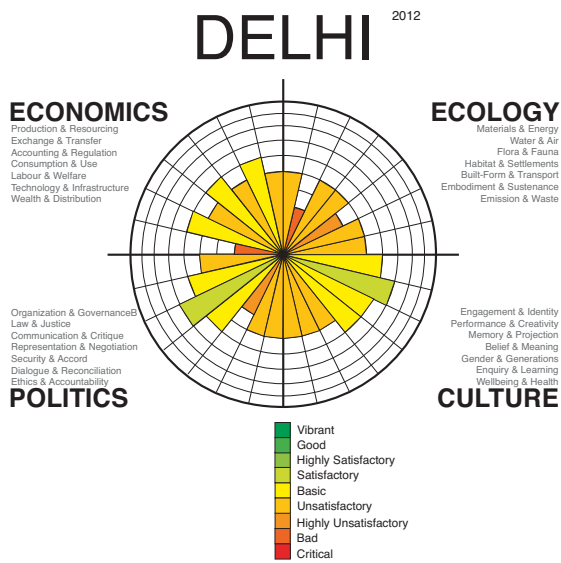 DELHI 2012
ECONOMICS
Production & Resourcing
Exchange & Transfer
Accounting & Regulation
Consumption & Use
Labour & Welfare
Technology & Infrastructure
Wealth & Distribution
ECOLOGY
Materials & Energy
Water & Air
Flora & Fauna
Habitat & Settlements
Built-Form & Transport
Embodiment & Sustenance
Emission & Waste
Organization & GovernanceB
Law & Justice
Communication & Critique
Representation & Negotiation
Security & Accord
Dialogue & Reconciliation
Ethics & Accountability
POLITICS
Engagement & Identity
Performance & Creativity
Memory & Projection
Belief & Meaning
Gender & Generations
Enquiry & Learning
Wellbeing & Health
CULTURE
Vibrant
Good
Highly Satisfactory
Satisfactory
Basic
Unsatisfactory
Highly Unsatisfactory
Bad
Critical